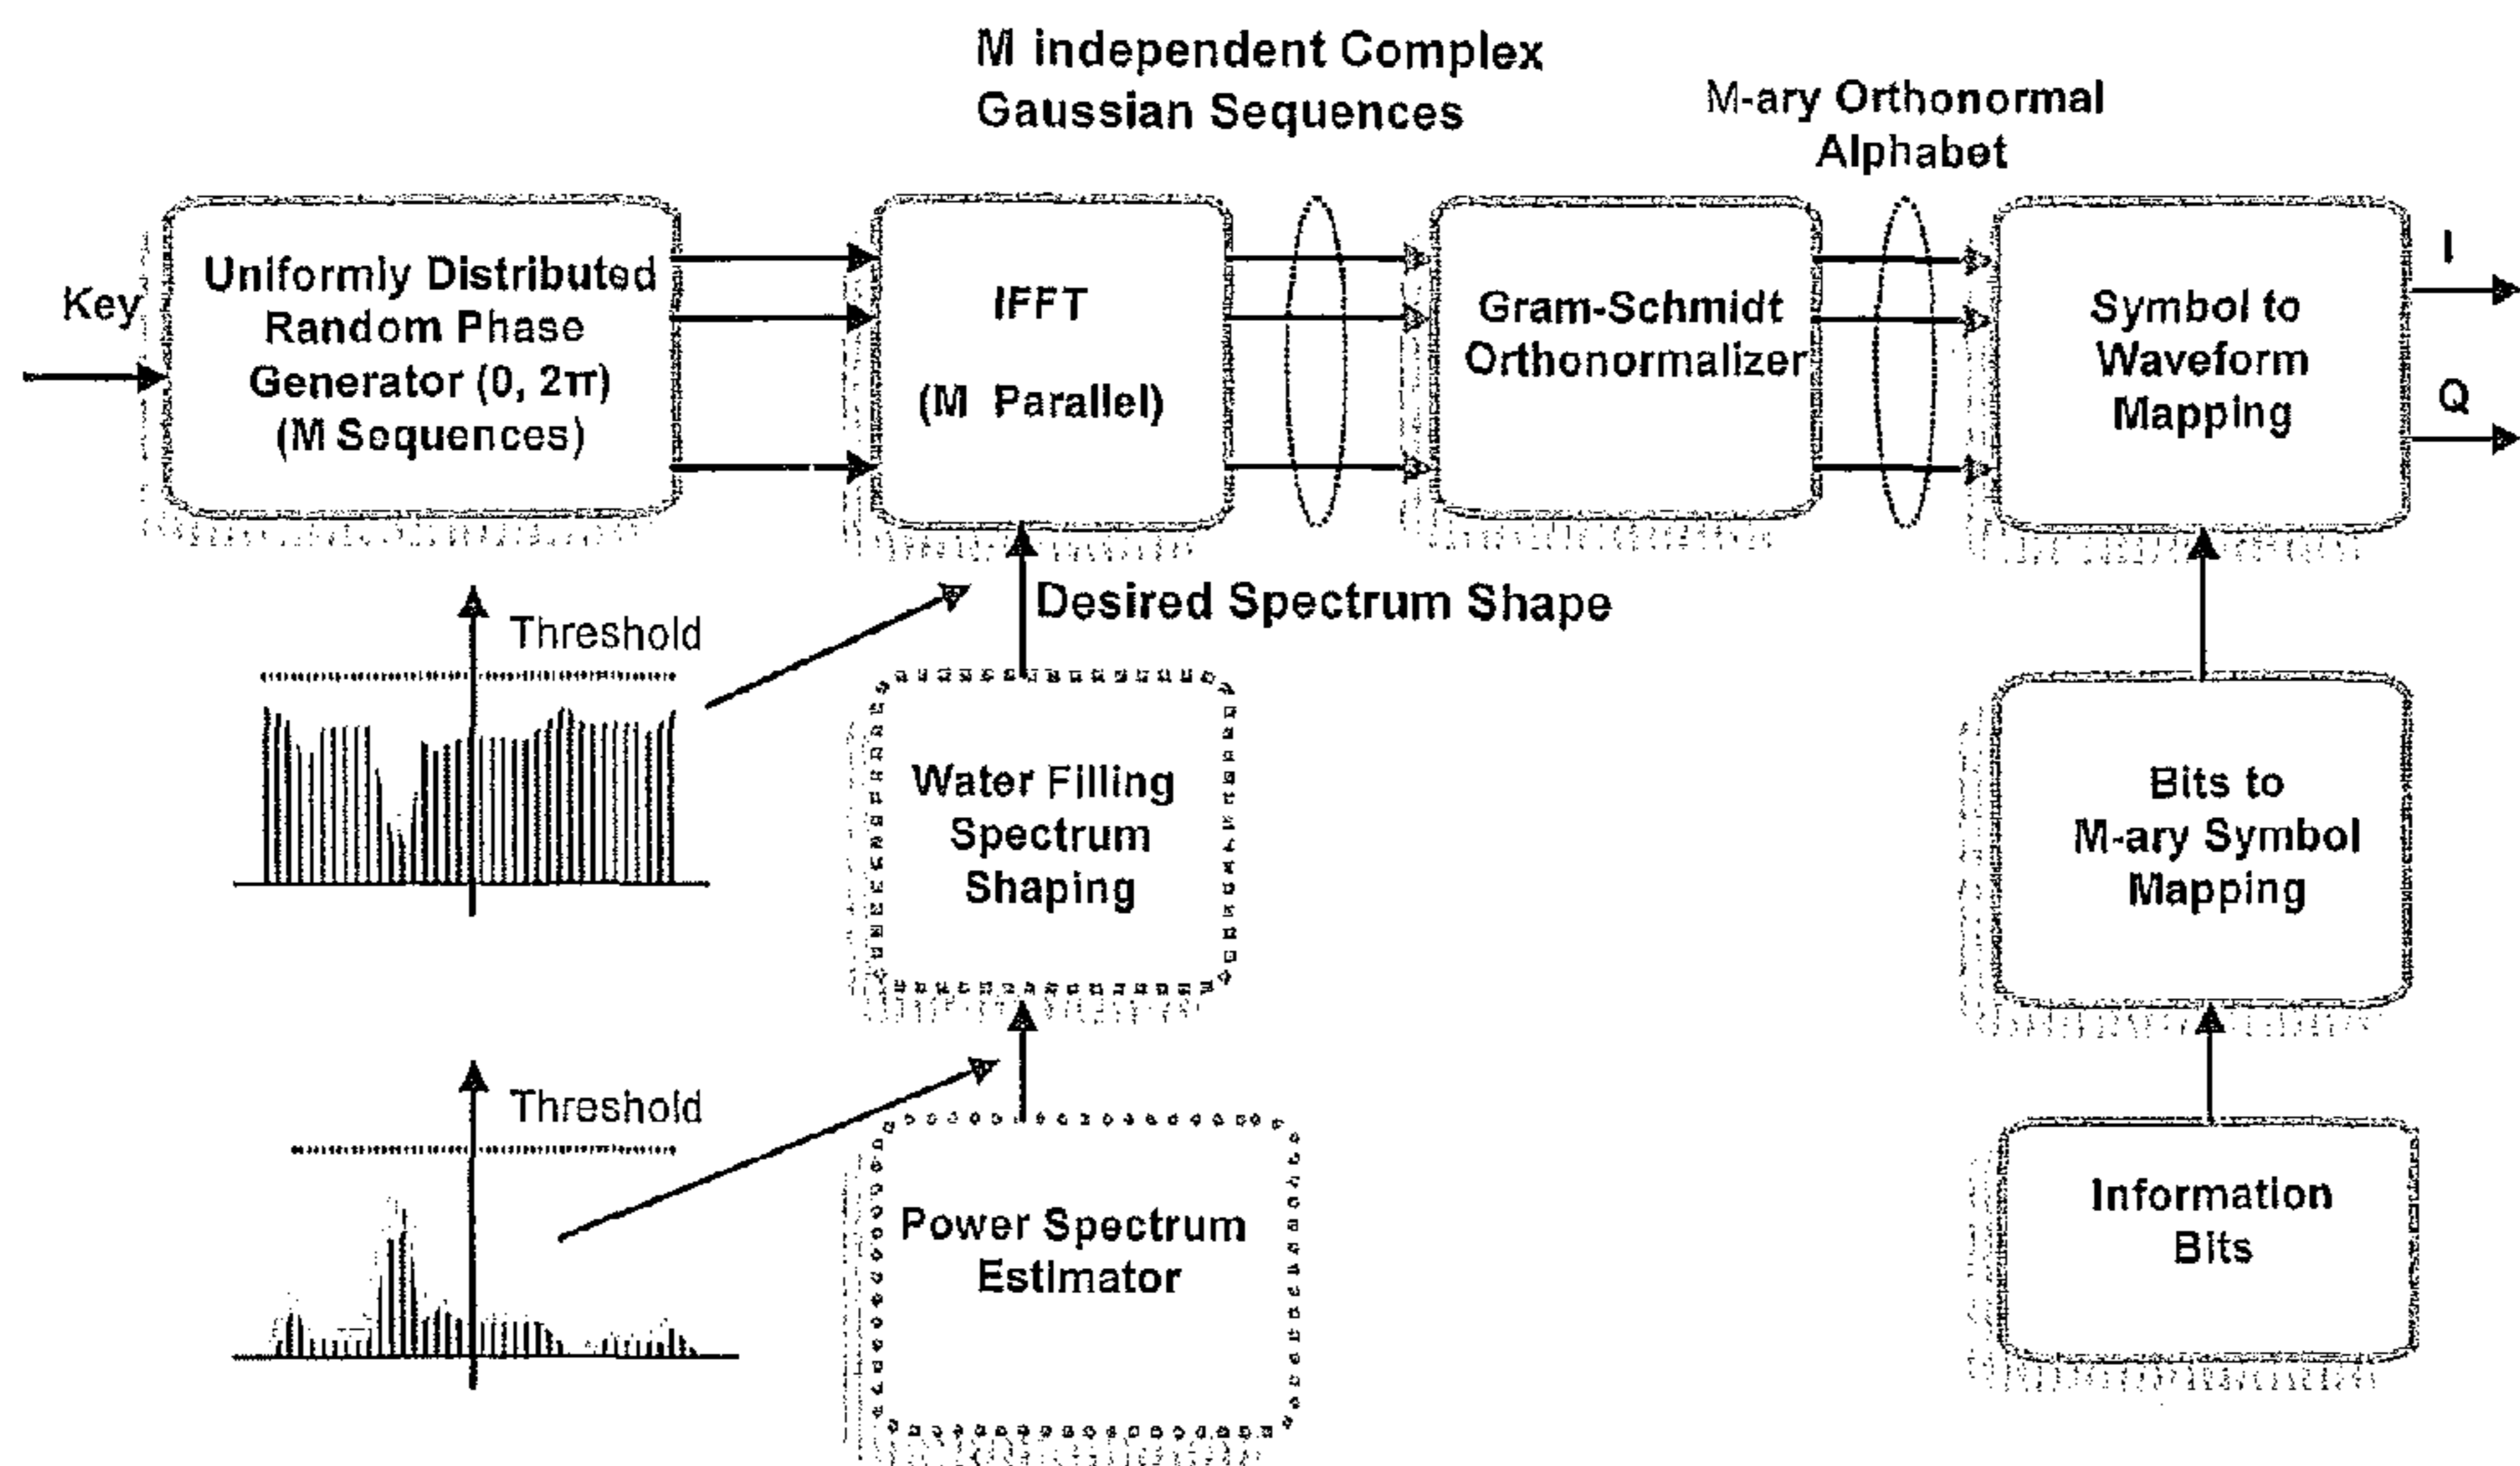 M independent Complex
Gaussian Sequences
M-ary Orthonormal
Alphabet
Key
Uniformly Distributed
Random Phase
Generator (0, 2π)
(M Sequences)
IFFT
(M Parallel)
Gram-Schmidt
Orthonormalizer
Symbol to
Waveform
Mapping
I
Q
Threshold
Desired Spectrum Shape
Water Filling
Spectrum
Shaping
Bits to
M-ary Symbol
Mapping
Threshold
Power Spectrum
Estimator
Information
Bits